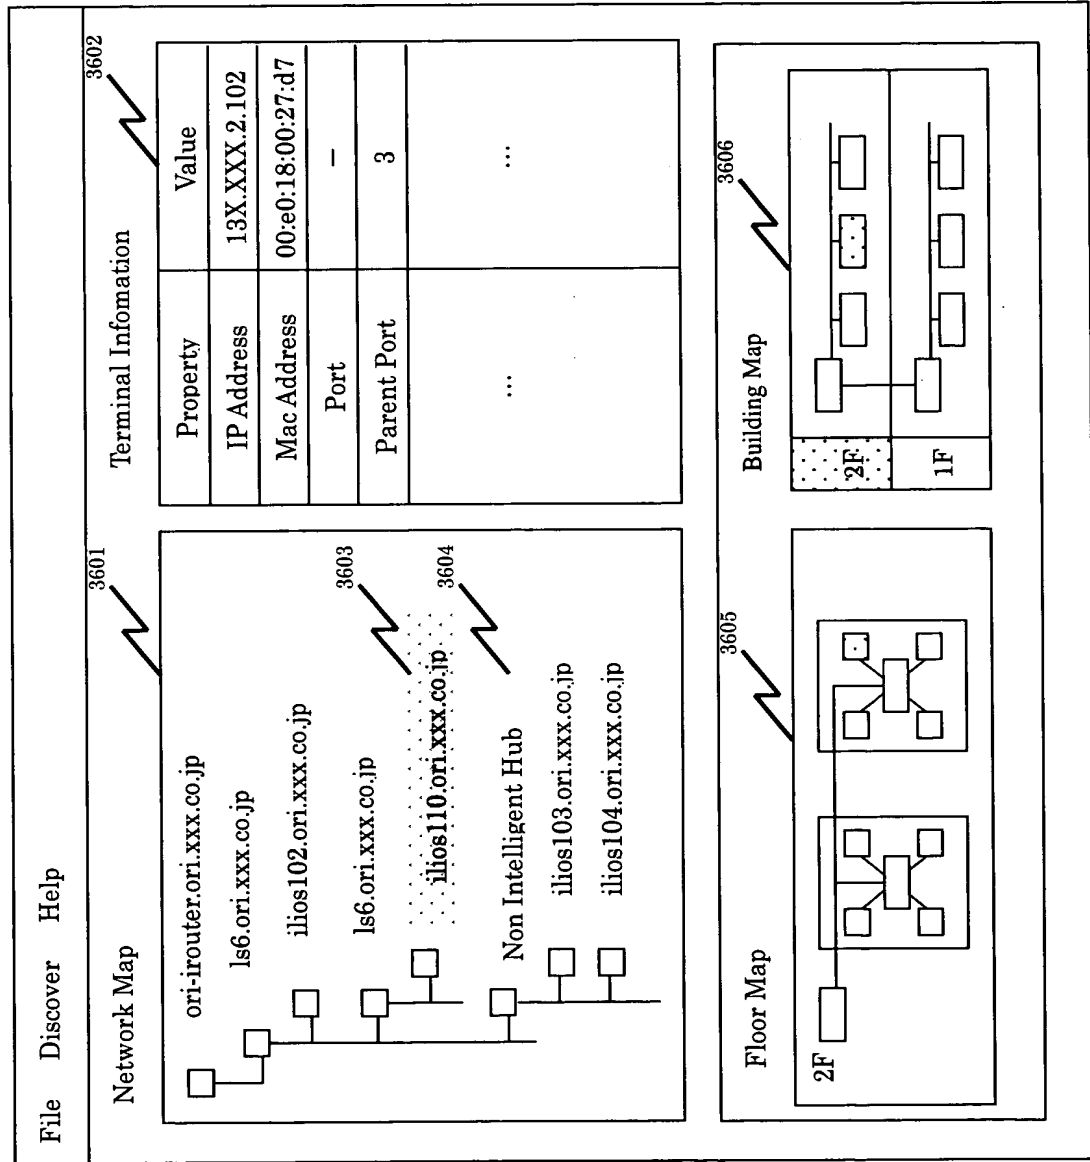 File Discover Help
Network Map
3601
ori-irouter.ori.xxx.co.jp
ls6.ori.xxx.co.jp
ilios102.ori.xxx.co.jp
ls6.ori.xxx.co.jp
3603
ilios110.ori.xxx.co.jp
3604
Non Intelligent Hub
ilios103.ori.xxx.co.jp
ilios104.ori.xxx.co.jp
Terminal Infomation
3602
Property Value
IP Address 13X.XXX.2.102
Mac Address 00:e0:18:00:27:d7
Port –
Parent Port 3
... ...
Floor Map
3605
2F
Building Map
3606
2F
1F